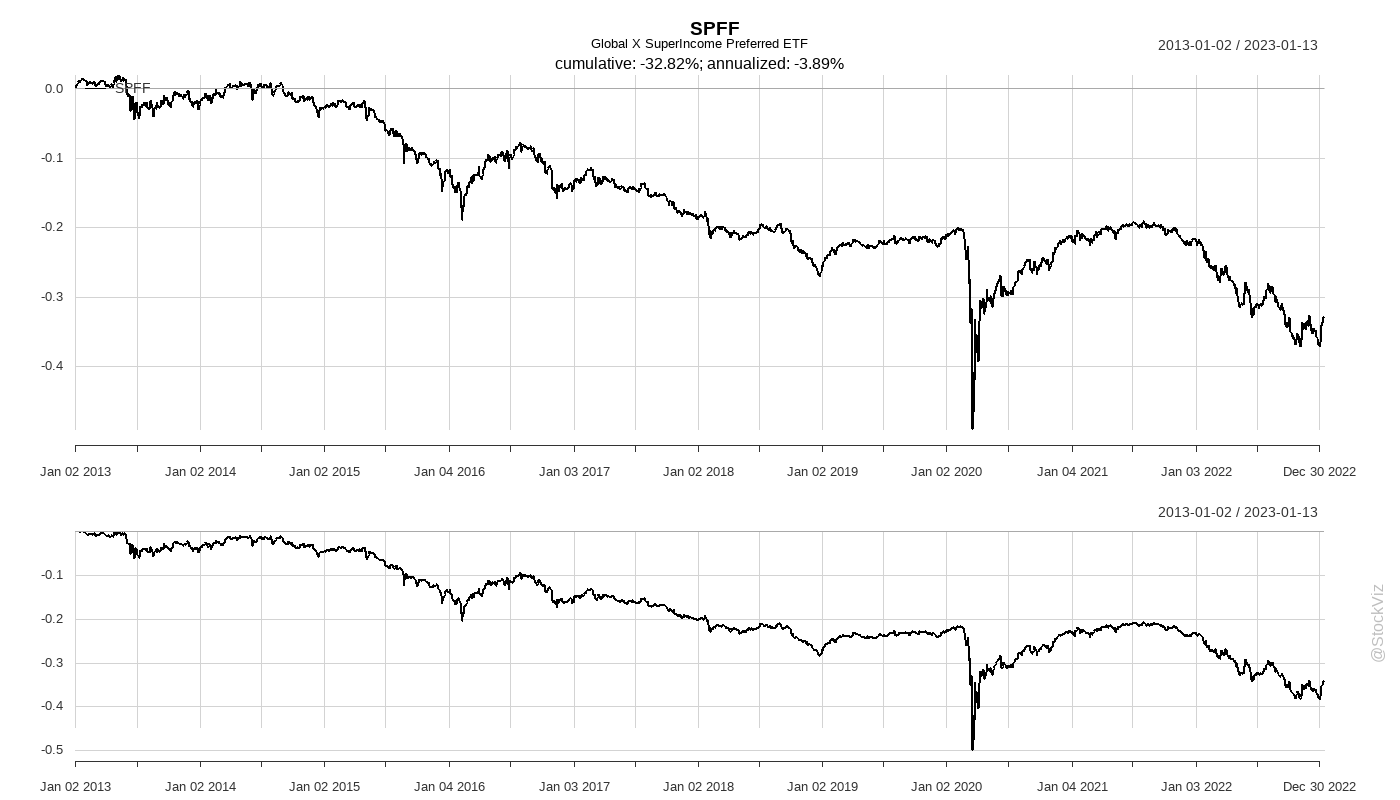 SPFF
Global X SuperIncome Preferred ETF
2013-01-02 / 2023-01-13
cumulative: -32.82%; annualized: -3.89%
0.0
SPFF
-0.1
-0.2
-0.3
-0.4
Jan 02 2013 Jan 02 2014 Jan 02 2015 Jan 04 2016 Jan 03 2017 Jan 02 2018 Jan 02 2019 Jan 02 2020 Jan 04 2021 Jan 03 2022 Dec 30 2022
2013-01-02 / 2023-01-13
-0.1
-0.2
-0.3
-0.4
-0.5
Jan 02 2013 Jan 02 2014 Jan 02 2015 Jan 04 2016 Jan 03 2017 Jan 02 2018 Jan 02 2019 Jan 02 2020 Jan 04 2021 Jan 03 2022 Dec 30 2022
@StockViz